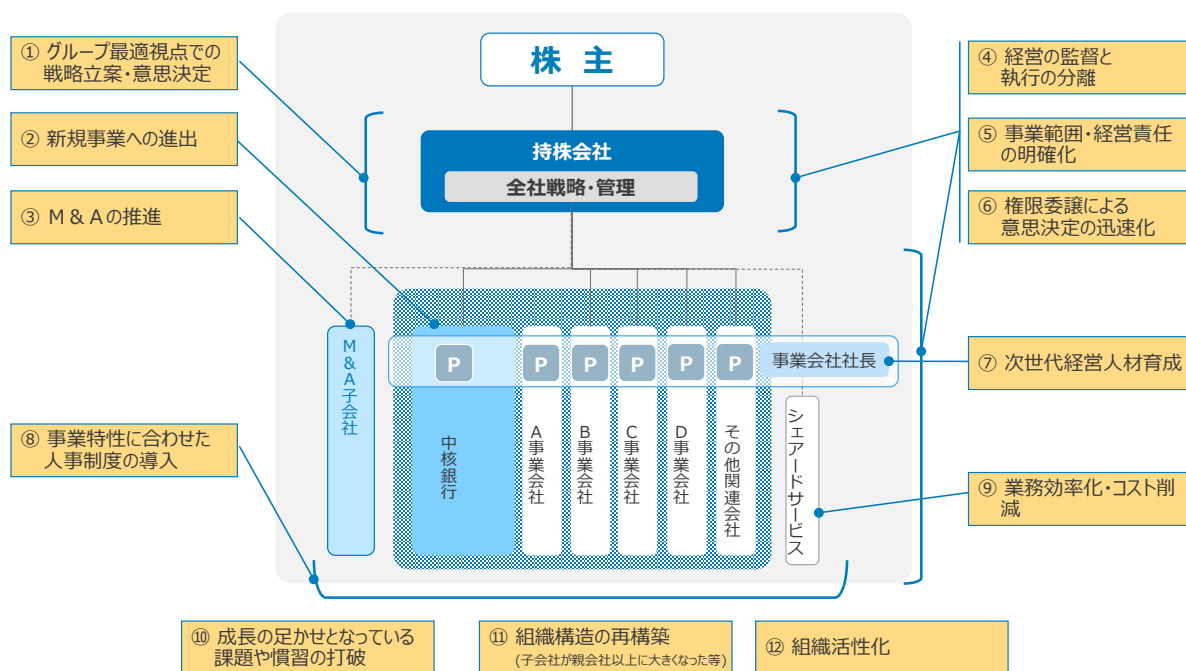 株 主
持株会社
全社戦略・管理
① グループ最適視点での
戦略立案・意思決定
② 新規事業への進出
③ M & Aの推進
④ 経営の監督と
執行の分離
⑤ 事業範囲・経営責任
の明確化
⑥ 権限委譲による
意思決定の迅速化
M&A子会社
P
P
P
P
P
P
事業会社社長
中核銀行
A事業会社
B事業会社
C事業会社
D事業会社
その他関連会社
シェアードサービス
⑦ 次世代経営人材育成
⑧ 事業特性に合わせた
人事制度の導入
⑨ 業務効率化・コスト削
減
⑩ 成長の足かせとなっている
課題や慣習の打破
⑪ 組織構造の再構築
(子会社が親会社以上に大きくなった等)
⑫ 組織活性化